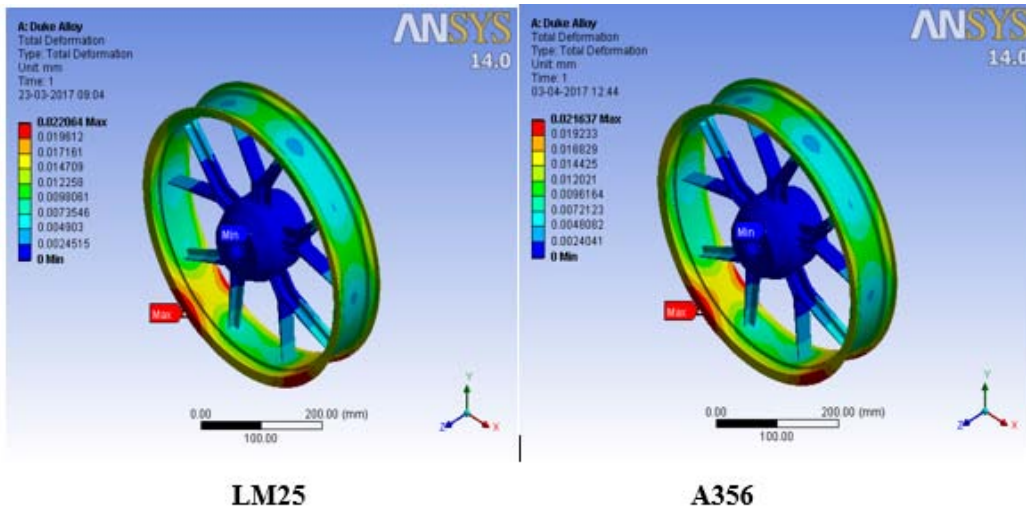 A: Duke Alloy
Total Deformation
Type: Total Deformation
Unit: mm
Time: 1
23-03-2017 09:04
ANSYS
14.0
0.022064 Max
0.019612
0.017161
0.014709
0.012258
0.0098061
0.0073546
0.004903
0.0024515
0 Min
Min
Max
0.00
200.00 (mm)
100.00
Y
Z
X
LM25
A: Duke Alloy
Total Deformation
Type: Total Deformation
Unit: mm
Time: 1
03-04-2017 12:44
ANSYS
14.0
0.021637 Max
0.019233
0.016829
0.014425
0.012021
0.0096164
0.0072123
0.0048082
0.0024041
0 Min
Min
Max
0.00
200.00 (mm)
100.00
Y
Z
X
A356